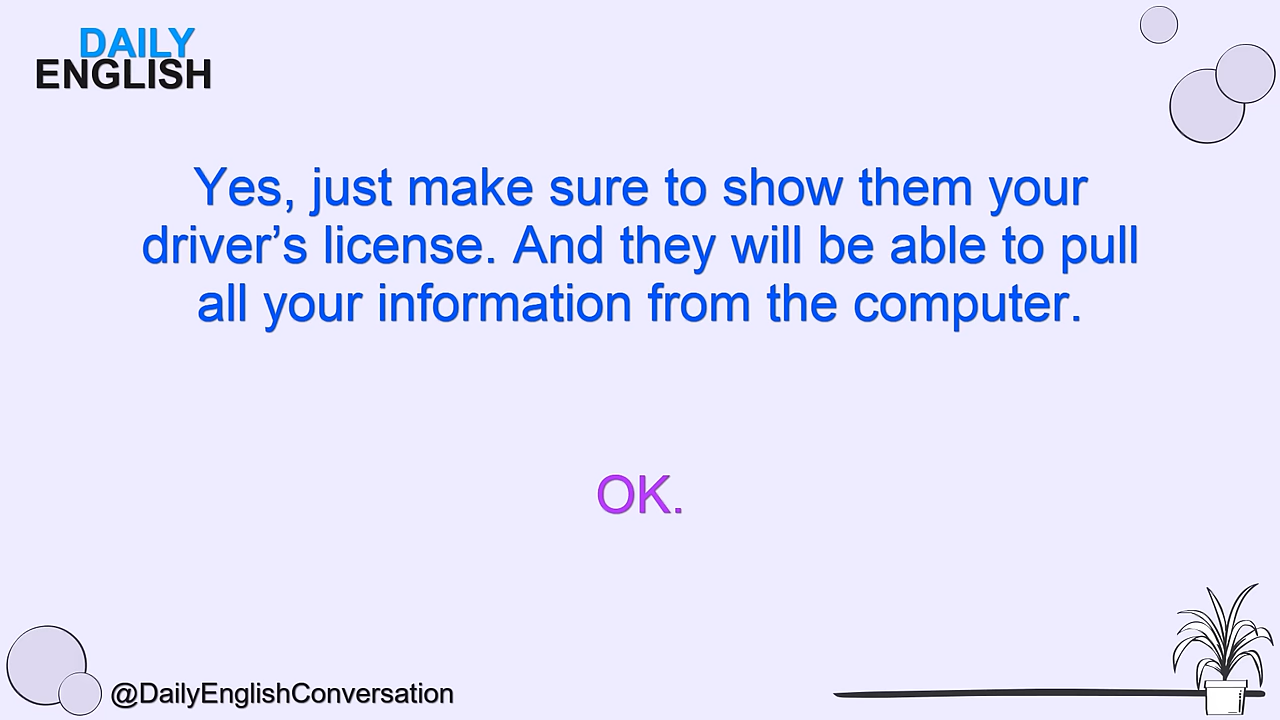 DAILY
ENGLISH
Yes, just make sure to show them your
driver’s license. And they will be able to pull
all your information from the computer.
OK.
@DailyEnglishConversation